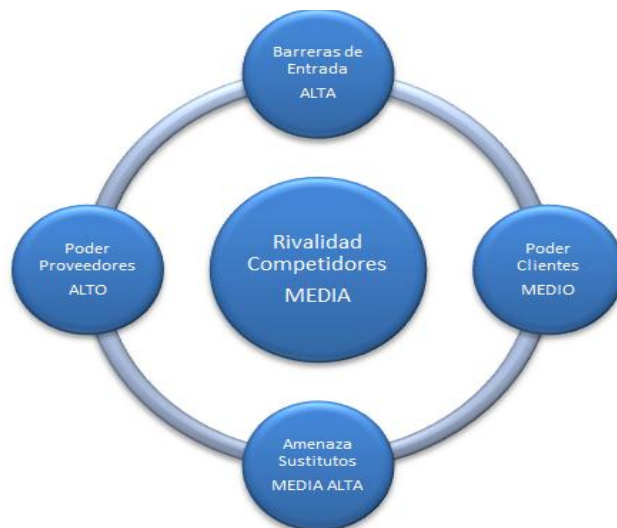 Barreras de
Entrada
ALTA
Poder
Proveedores
ALTO
Rivalidad
Competidores
MEDIA
Poder
Clientes
MEDIO
Amenaza
Sustitutos
MEDIA ALTA